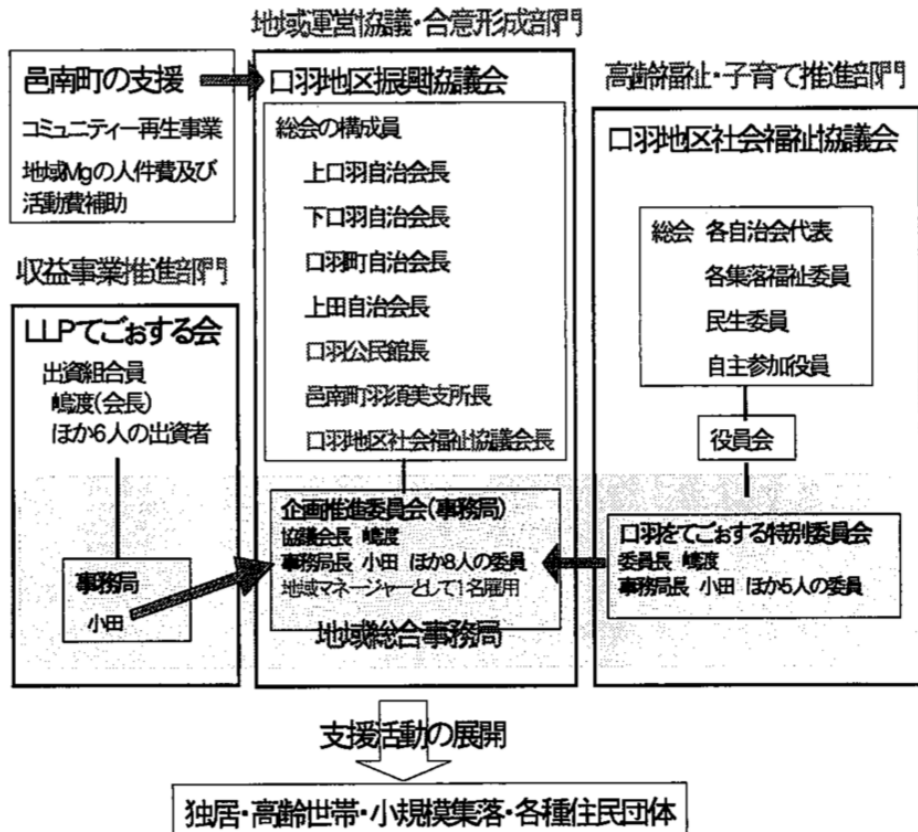 地域運営協議・合意形成部門
邑南町の支援
コミュニティー再生事業
地域Mgの人件費及び
活動費補助
口羽地区振興協議会
総会の構成員
上口羽自治会長
下口羽自治会長
口羽町自治会長
上田自治会長
口羽公民館長
邑南町羽須美支所長
口羽地区社会福祉協議会長
高齢福祉・子育て推進部門
口羽地区社会福祉協議会
総会 各自治会代表
各集落福祉委員
民生委員
自主参加役員
役員会
収益事業推進部門
LLPてごぉする会
出資組合員
嶋渡(会長)
ほか6人の出資者
事務局
小田
企画推進委員会(事務局)
協議会長 嶋渡
事務局長 小田 ほか8人の委員
地域マネージャーとして1名雇用
地域総合事務局
口羽をてごぉする特別委員会
委員長 嶋渡
事務局長 小田 ほか5人の委員
支援活動の展開
独居・高齢世帯・小規模集落・各種住民団体